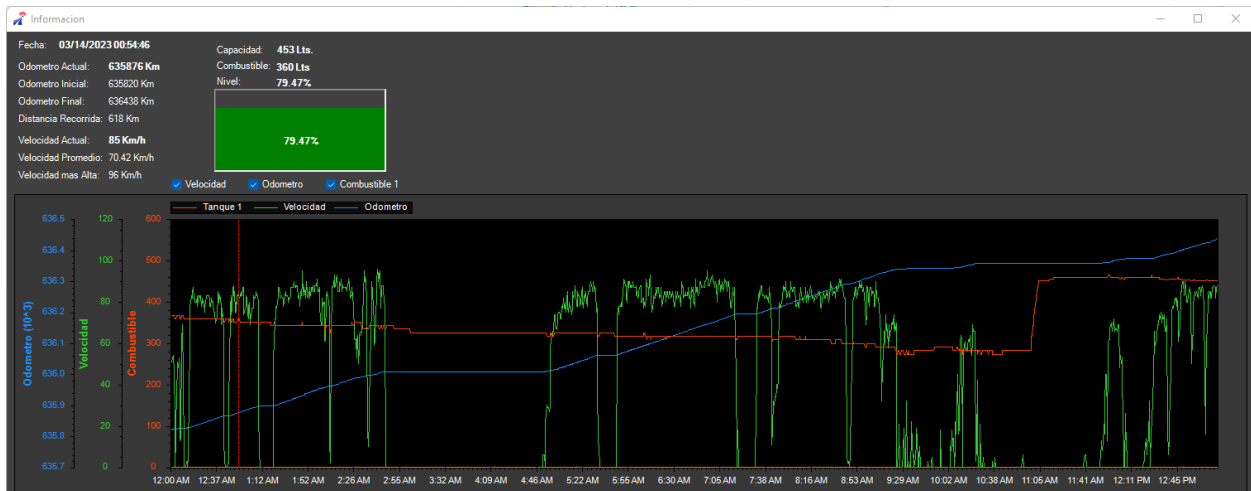 Informacion
Fecha: 03/14/2023 00:54:46
Odometro Actual: 635876 Km
Odometro Inicial: 635820 Km
Odometro Final: 636438 Km
Distancia Recorrida: 618 Km
Velocidad Actual: 85 Km/h
Velocidad Promedio: 70.42 Km/h
Velocidad mas Alta: 96 Km/h
Capacidad: 453 Lts.
Combustible: 360 Lts
Nivel: 79.47%
79.47%
Velocidad Odometro Combustible 1
Tanque 1 Velocidad Odometro
Odometro (10^3)
636.5
636.4
636.3
636.2
636.1
636.0
635.9
635.8
635.7
Velocidad
120
100
80
60
40
20
0
Combustible
600
500
400
300
200
100
0
12:00 AM 12:37 AM 1:12 AM 1:52 AM 2:26 AM 2:55 AM 3:32 AM 4:09 AM 4:46 AM 5:22 AM 5:55 AM 6:30 AM 7:05 AM 7:38 AM 8:16 AM 8:53 AM 9:29 AM 10:02 AM 10:38 AM 11:05 AM 11:41 AM 12:11 PM 12:45 PM